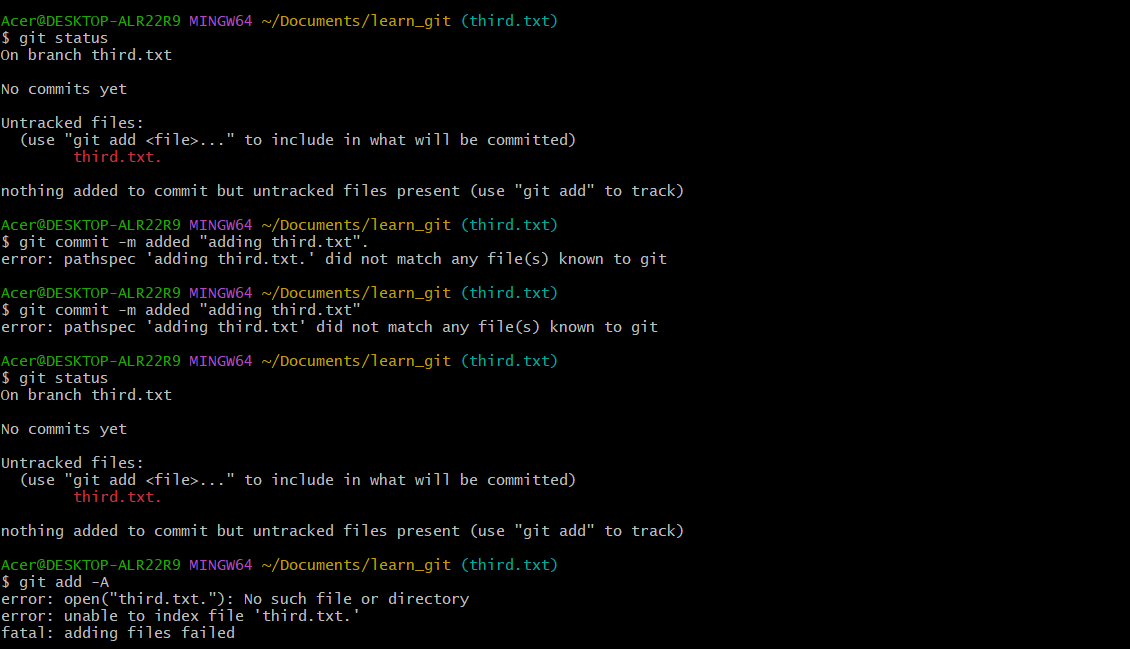 Acer@DESKTOP-ALR22R9 MINGW64 ~/Documents/learn_git (third.txt)
$ git status
On branch third.txt
No commits yet
Untracked files:
  (use "git add <file>..." to include in what will be committed)
        third.txt.
nothing added to commit but untracked files present (use "git add" to track)
Acer@DESKTOP-ALR22R9 MINGW64 ~/Documents/learn_git (third.txt)
$ git commit -m added "adding third.txt".
error: pathspec 'adding third.txt.' did not match any file(s) known to git
Acer@DESKTOP-ALR22R9 MINGW64 ~/Documents/learn_git (third.txt)
$ git commit -m added "adding third.txt"
error: pathspec 'adding third.txt' did not match any file(s) known to git
Acer@DESKTOP-ALR22R9 MINGW64 ~/Documents/learn_git (third.txt)
$ git status
On branch third.txt
No commits yet
Untracked files:
  (use "git add <file>..." to include in what will be committed)
        third.txt.
nothing added to commit but untracked files present (use "git add" to track)
Acer@DESKTOP-ALR22R9 MINGW64 ~/Documents/learn_git (third.txt)
$ git add -A
error: open("third.txt."): No such file or directory
error: unable to index file 'third.txt.'
fatal: adding files failed